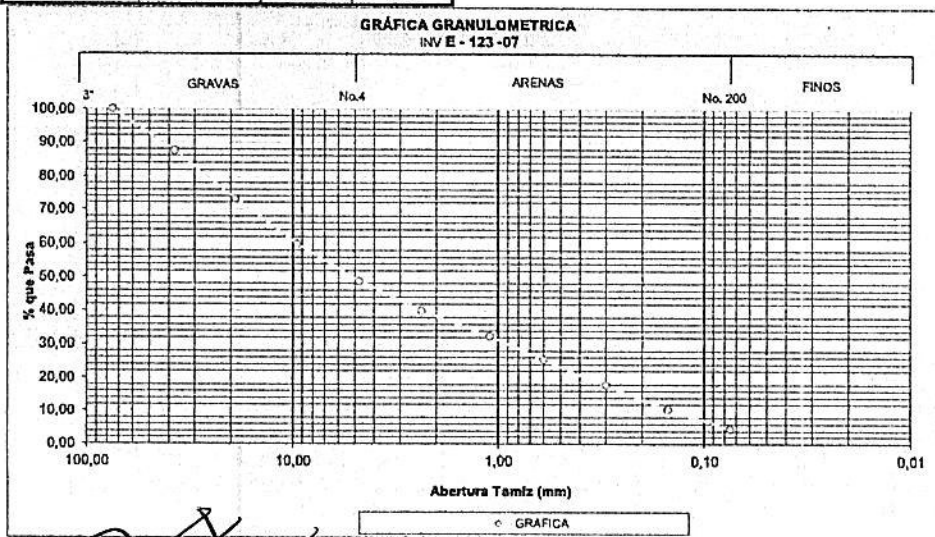 GRÁFICA GRANULOMETRICA
INV E - 123 -07
GRAVAS
ARENAS
FINOS
3"
No.4
No. 200
% que Pasa
100,00
90,00
80,00
70,00
60,00
50,00
40,00
30,00
20,00
10,00
0,00
100,00 10,00 1,00 0,10 0,01
Abertura Tamiz (mm)
GRÁFICA